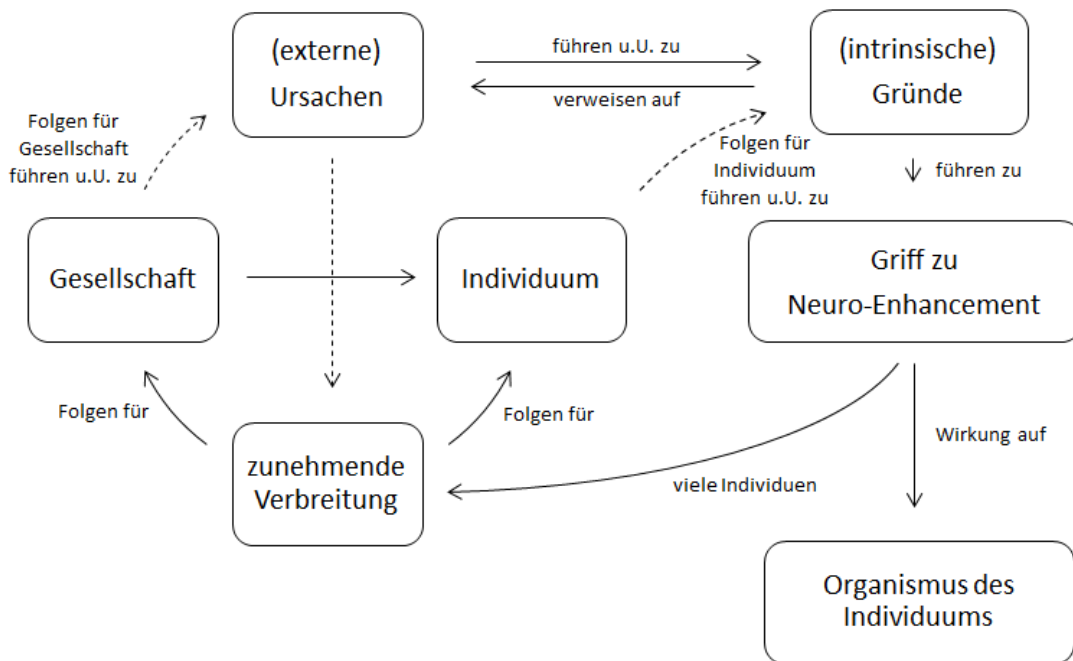 (externe)
Ursachen
führen u.U. zu
verweisen auf
(intrinsische)
Gründe
Folgen für
Gesellschaft
führen u.U. zu
Folgen für
Individuum
führen u.U. zu
führen zu
Gesellschaft
Individuum
Griff zu
Neuro-Enhancement
Folgen für
Folgen für
zunehmende
Verbreitung
viele Individuen
Wirkung auf
Organismus des
Individuums